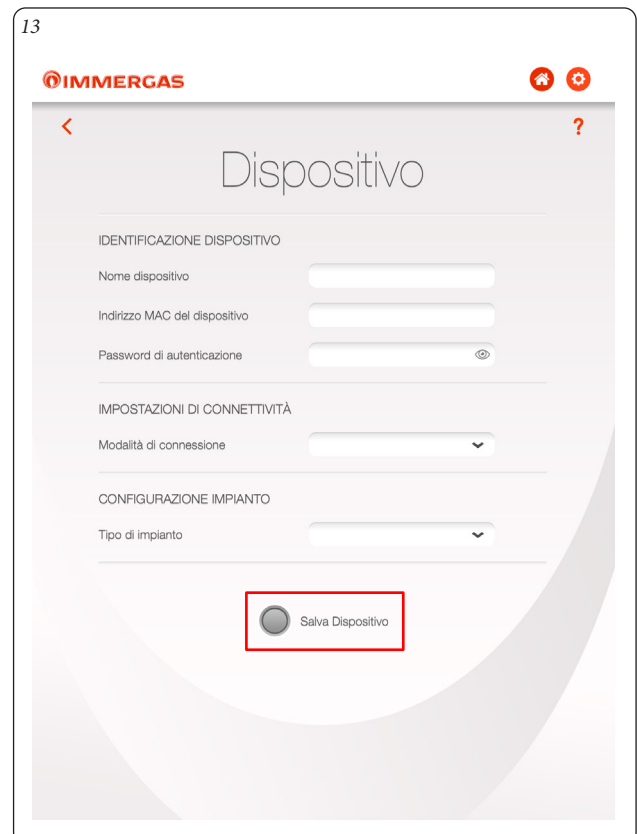 13
IMMERGAS
?
Dispositivo
IDENTIFICAZIONE DISPOSITIVO
Nome dispositivo
Indirizzo MAC del dispositivo
Password di autenticazione
IMPOSTAZIONI DI CONNETTIVITÀ
Modalità di connessione
CONFIGURAZIONE IMPIANTO
Tipo di impianto
Salva Dispositivo